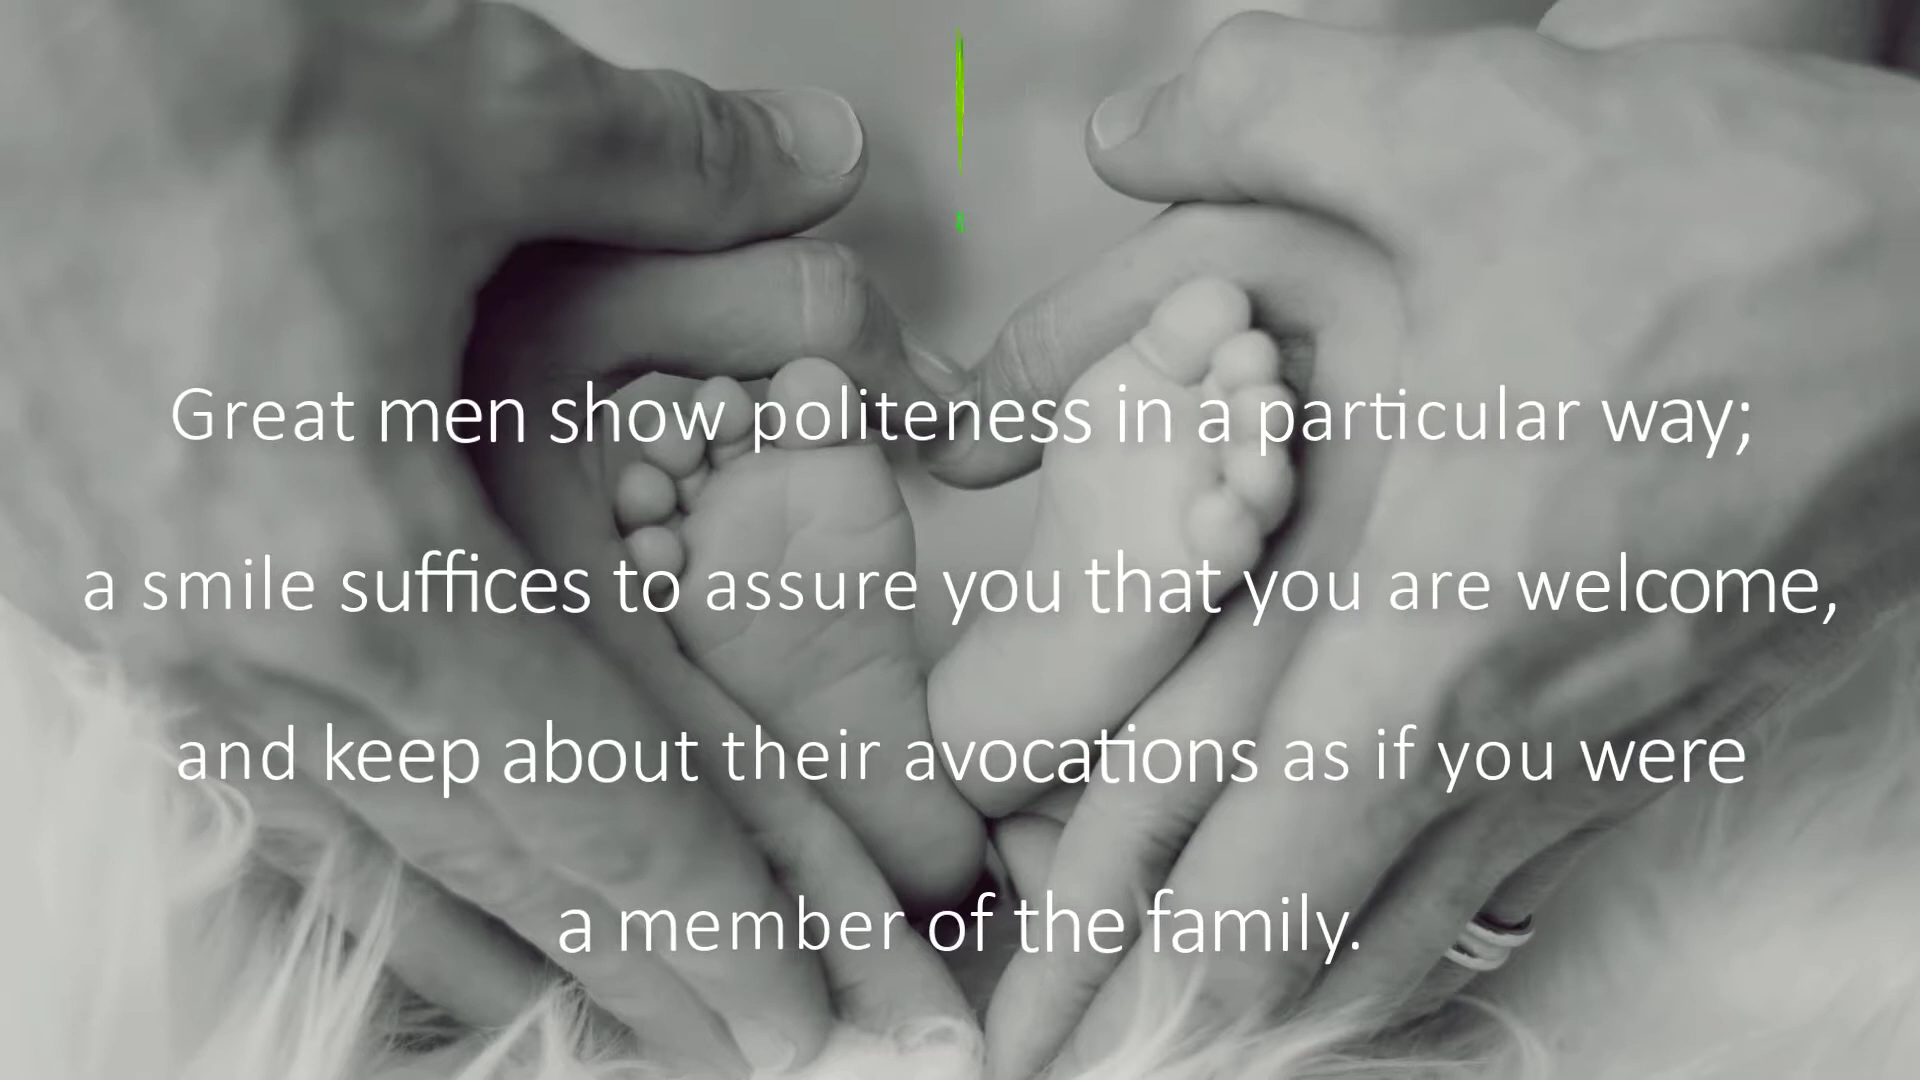 Great men show politeness in a particular way;
a smile suffices to assure you that you are welcome,
and keep about their avocations as if you were
a member of the family.